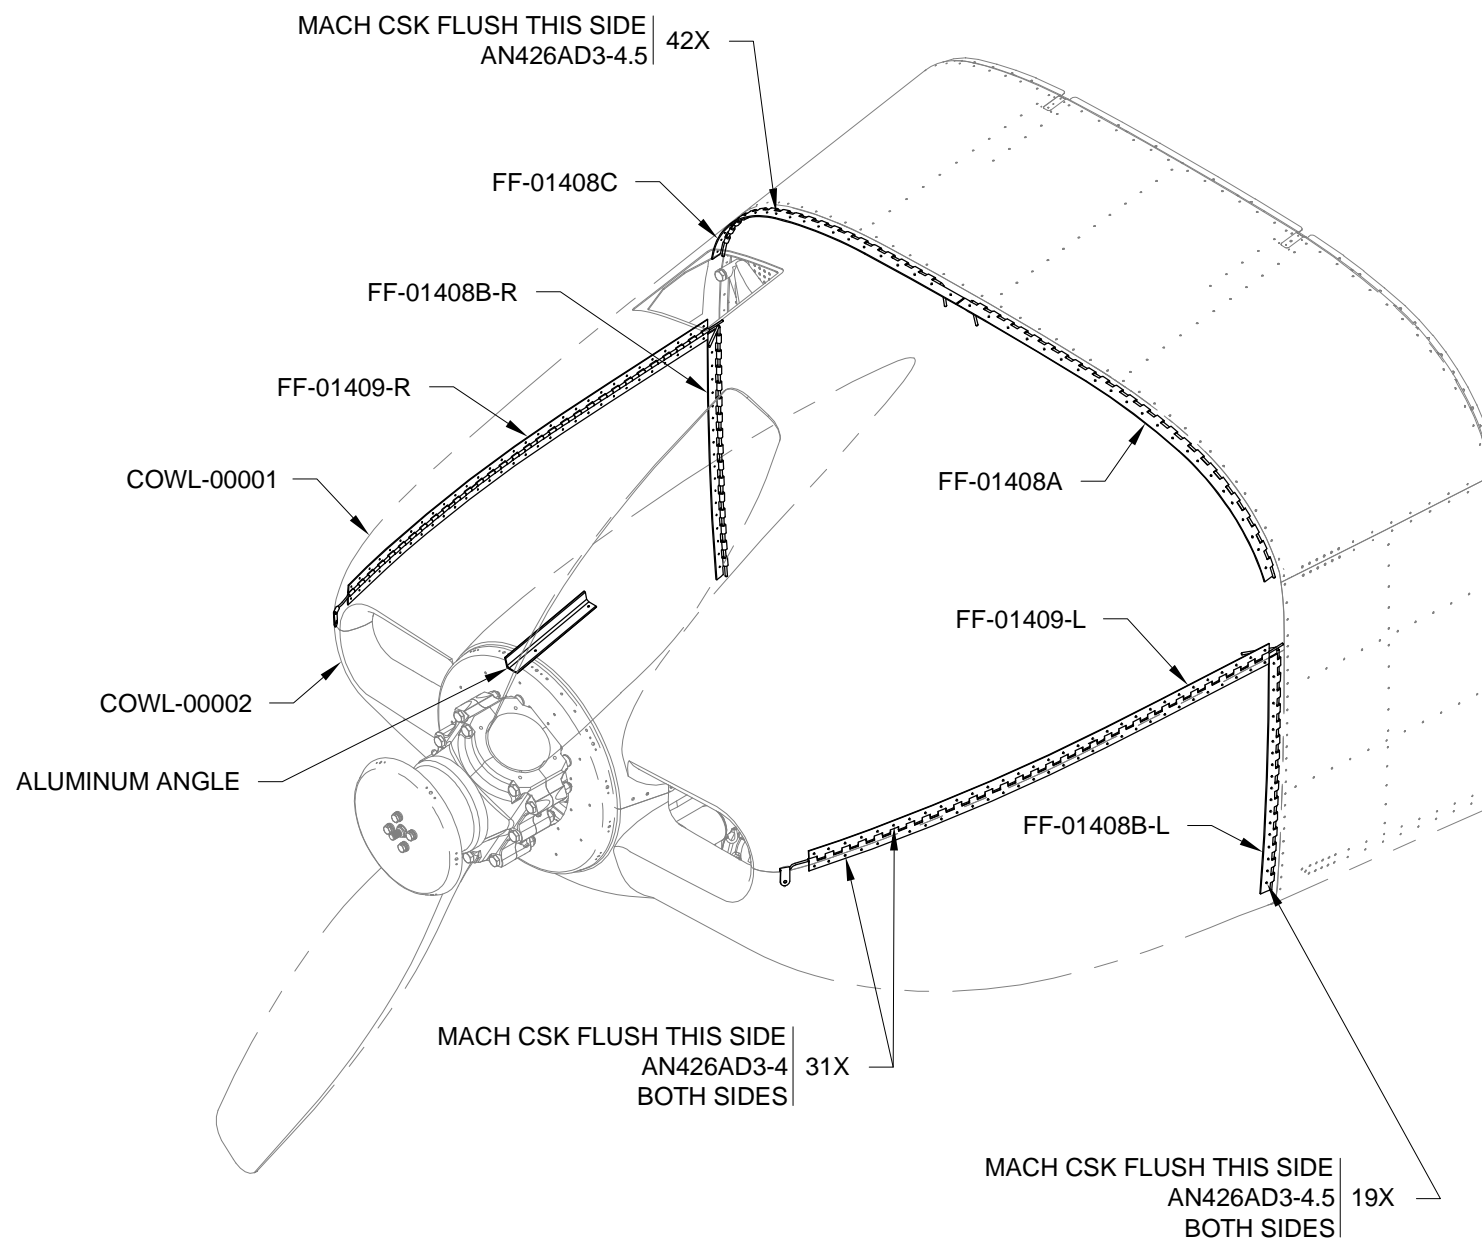 MACH CSK FLUSH THIS SIDE
AN426AD3-4.5
42X
FF-01408C
FF-01408B-R
FF-01409-R
COWL-00001
FF-01408A
FF-01409-L
COWL-00002
ALUMINUM ANGLE
FF-01408B-L
MACH CSK FLUSH THIS SIDE
AN426AD3-4
BOTH SIDES
31X
MACH CSK FLUSH THIS SIDE
AN426AD3-4.5
BOTH SIDES
19X